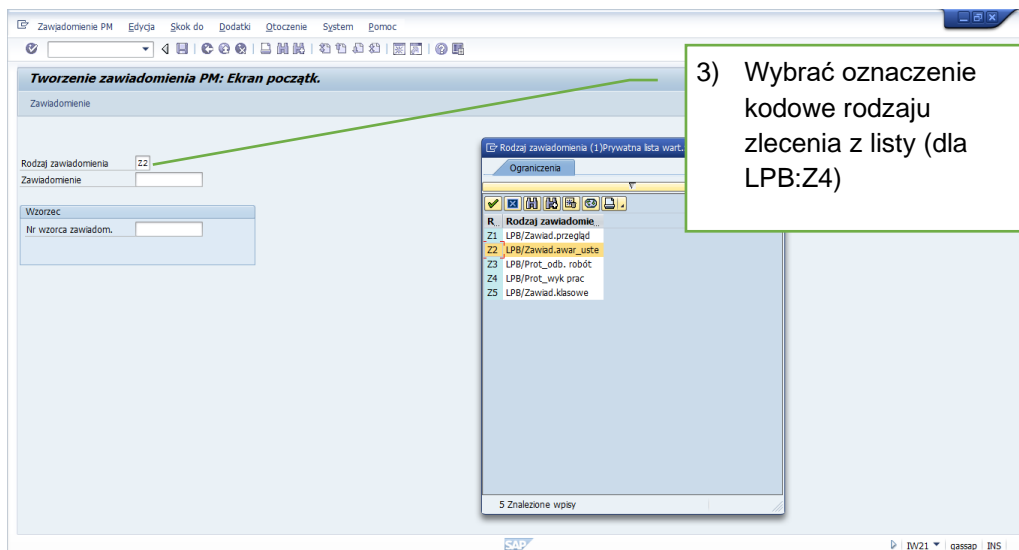 Zawiadomienie PM Edycja Skok do Dodatki Otoczenie System Pomoc
Tworzenie zawiadomienia PM: Ekran początk.
Zawiadomienie
Rodzaj zawiadomienia Z2
Zawiadomienie
Wzorzec
Nr wzorca zawiadom.
Rodzaj zawiadomienia (1)Prywatna lista wart.
Ograniczenia
R.. Rodzaj zawiadomie..
Z1 LPB/Zawiad.przegląd
Z2 LPB/Zawiad.awar_uste
Z3 LPB/Prot_odb. robót
Z4 LPB/Prot_wyk prac
Z5 LPB/Zawiad.klasowe
5 Znalezione wpisy
3) Wybrać oznaczenie
kodowe rodzaju
zlecenia z listy (dla
LPB:Z4)
SAP
IW21 qassap INS